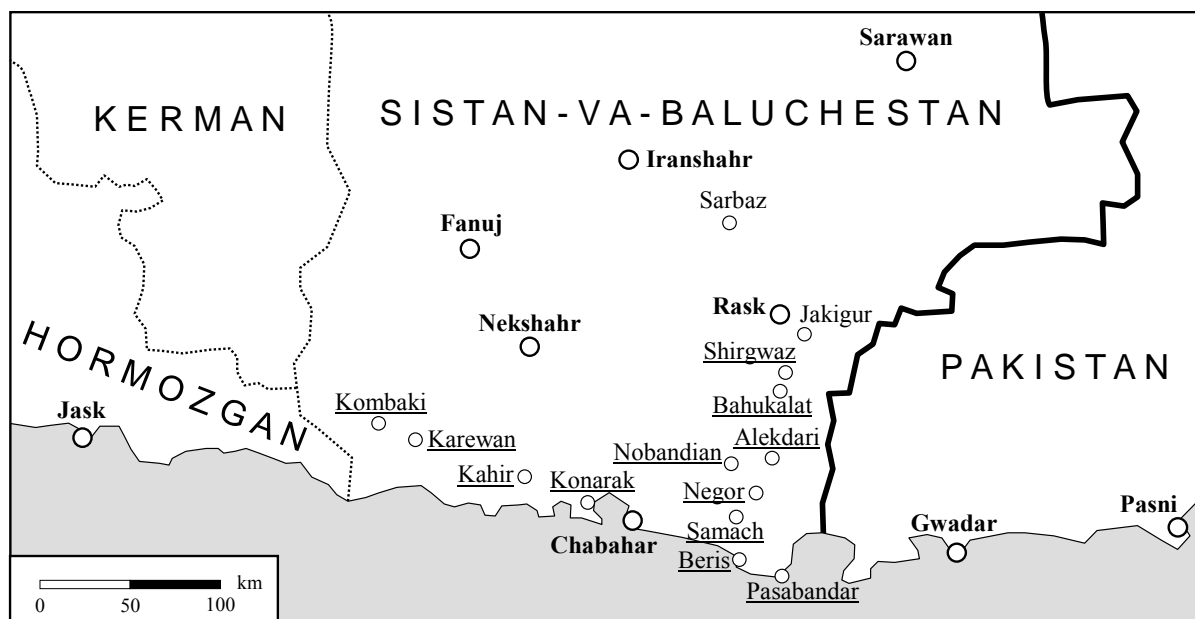 Sarawan
KERMAN
SISTAN-VA-BALUCHESTAN
Iranshahr
Sarbaz
Fanuj
Rask
Jakigur
Nekshahr
Shirgwaz
HORMOZGAN
PAKISTAN
Bahukalat
Kombaki
Jask
Karewan
Alekdari
Nobandian
Kahir
Konarak
Negor
Pasni
Samach
Gwadar
Chabahar
Beris
Pasabandar
km
0 50 100